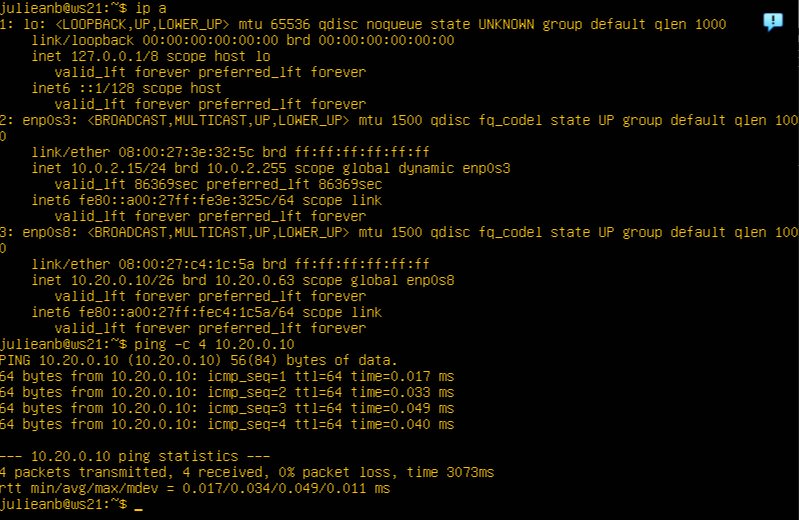 julieanb@ws21:~$ ip a
1: lo: <LOOPBACK,UP,LOWER_UP> mtu 65536 qdisc noqueue state UNKNOWN group default qlen 1000
link/loopback 00:00:00:00:00:00 brd 00:00:00:00:00:00
inet 127.0.0.1/8 scope host lo
valid_lft forever preferred_lft forever
inet6 ::1/128 scope host
valid_lft forever preferred_lft forever
2: enp0s3: <BROADCAST,MULTICAST,UP,LOWER_UP> mtu 1500 qdisc fq_codel state UP group default qlen 100
0
link/ether 08:00:27:3e:32:5c brd ff:ff:ff:ff:ff:ff
inet 10.0.2.15/24 brd 10.0.2.255 scope global dynamic enp0s3
valid_lft 86369sec preferred_lft 86369sec
inet6 fe80::a00:27ff:fe3e:325c/64 scope link
valid_lft forever preferred_lft forever
3: enp0s8: <BROADCAST,MULTICAST,UP,LOWER_UP> mtu 1500 qdisc fq_codel state UP group default qlen 100
0
link/ether 08:00:27:c4:1c:5a brd ff:ff:ff:ff:ff:ff
inet 10.20.0.10/26 brd 10.20.0.63 scope global enp0s8
valid_lft forever preferred_lft forever
inet6 fe80::a00:27ff:fec4:1c5a/64 scope link
valid_lft forever preferred_lft forever
julieanb@ws21:~$ ping -c 4 10.20.0.10
PING 10.20.0.10 (10.20.0.10) 56(84) bytes of data.
64 bytes from 10.20.0.10: icmp_seq=1 ttl=64 time=0.017 ms
64 bytes from 10.20.0.10: icmp_seq=2 ttl=64 time=0.033 ms
64 bytes from 10.20.0.10: icmp_seq=3 ttl=64 time=0.049 ms
64 bytes from 10.20.0.10: icmp_seq=4 ttl=64 time=0.040 ms

--- 10.20.0.10 ping statistics ---
4 packets transmitted, 4 received, 0% packet loss, time 3073ms
rtt min/avg/max/mdev = 0.017/0.034/0.049/0.011 ms
julieanb@ws21:~$ _